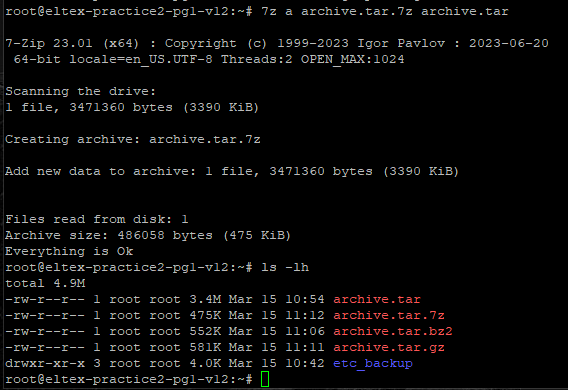 root@eltex-practice2-pg1-v12:~# 7z a archive.tar.7z archive.tar
7-Zip 23.01 (x64) : Copyright (c) 1999-2023 Igor Pavlov : 2023-06-20
 64-bit locale=en_US.UTF-8 Threads:2 OPEN_MAX:1024
Scanning the drive:
1 file, 3471360 bytes (3390 KiB)
Creating archive: archive.tar.7z
Add new data to archive: 1 file, 3471360 bytes (3390 KiB)
Files read from disk: 1
Archive size: 486058 bytes (475 KiB)
Everything is Ok
root@eltex-practice2-pg1-v12:~# ls -lh
total 4.9M
-rw-r--r-- 1 root root 3.4M Mar 15 10:54 archive.tar
-rw-r--r-- 1 root root 475K Mar 15 11:12 archive.tar.7z
-rw-r--r-- 1 root root 552K Mar 15 11:06 archive.tar.bz2
-rw-r--r-- 1 root root 581K Mar 15 11:11 archive.tar.gz
drwxr-xr-x 3 root root 4.0K Mar 15 10:42 etc_backup
root@eltex-practice2-pg1-v12:~#